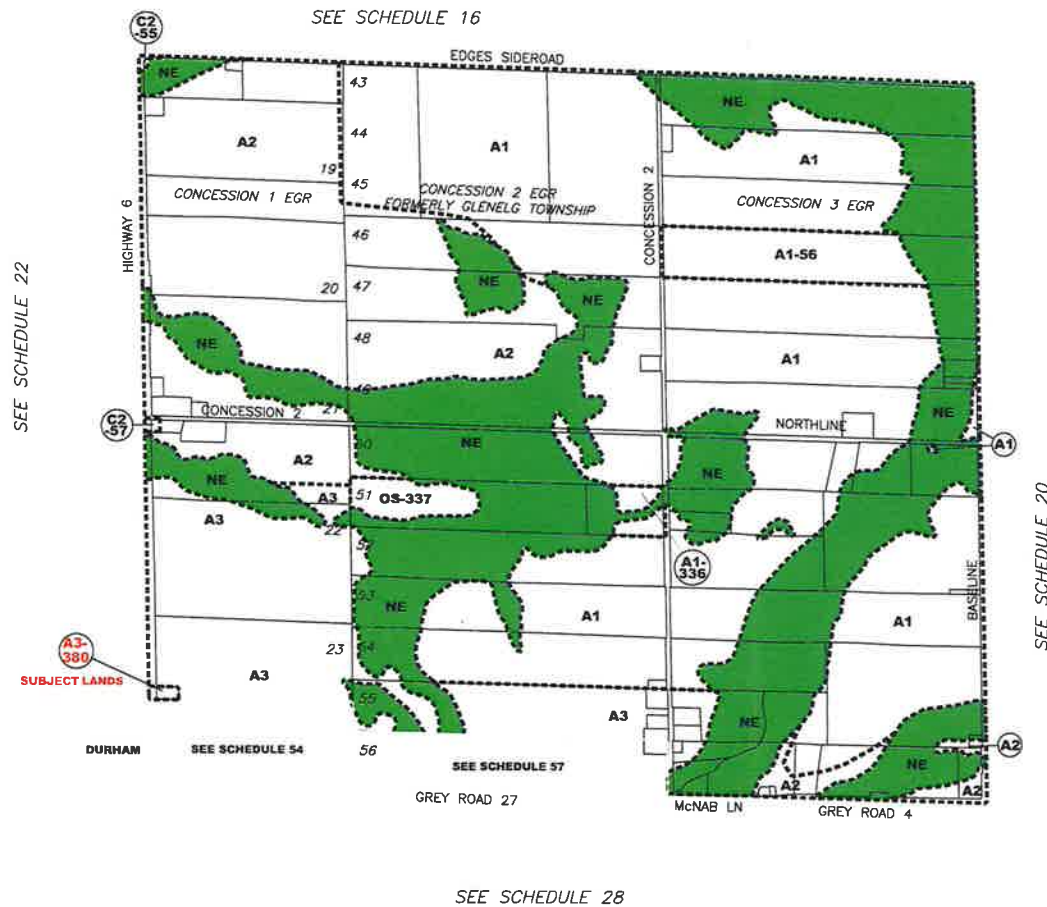 SEE SCHEDULE 16
C2
-55
EDGES SIDEROAD
NE
43
NE
44
A2
A1
19
A1
45
CONCESSION 1 EGR
CONCESSION 2 EGR
FORMERLY GLENELG TOWNSHIP
CONCESSION 3 EGR
HIGHWAY 6
CONCESSION 2
46
A1-56
SEE SCHEDULE 22
20
47
NE
NE
48
NE
A2
A1
49
21
CONCESSION 2
C2
-57
NE
NORTHLINE
A1
50
NE
A2
NE
NE
A3
51
OS-337
A3
22
52
SEE SCHEDULE 20
A1-
336
53
NE
A1
A1
BASELINE
54
A3-
380
23
A3
SUBJECT LANDS
55
A3
NE
DURHAM
SEE SCHEDULE 54
56
A2
SEE SCHEDULE 57
NE
A2
A2
GREY ROAD 27
McNAB LN
GREY ROAD 4
SEE SCHEDULE 28